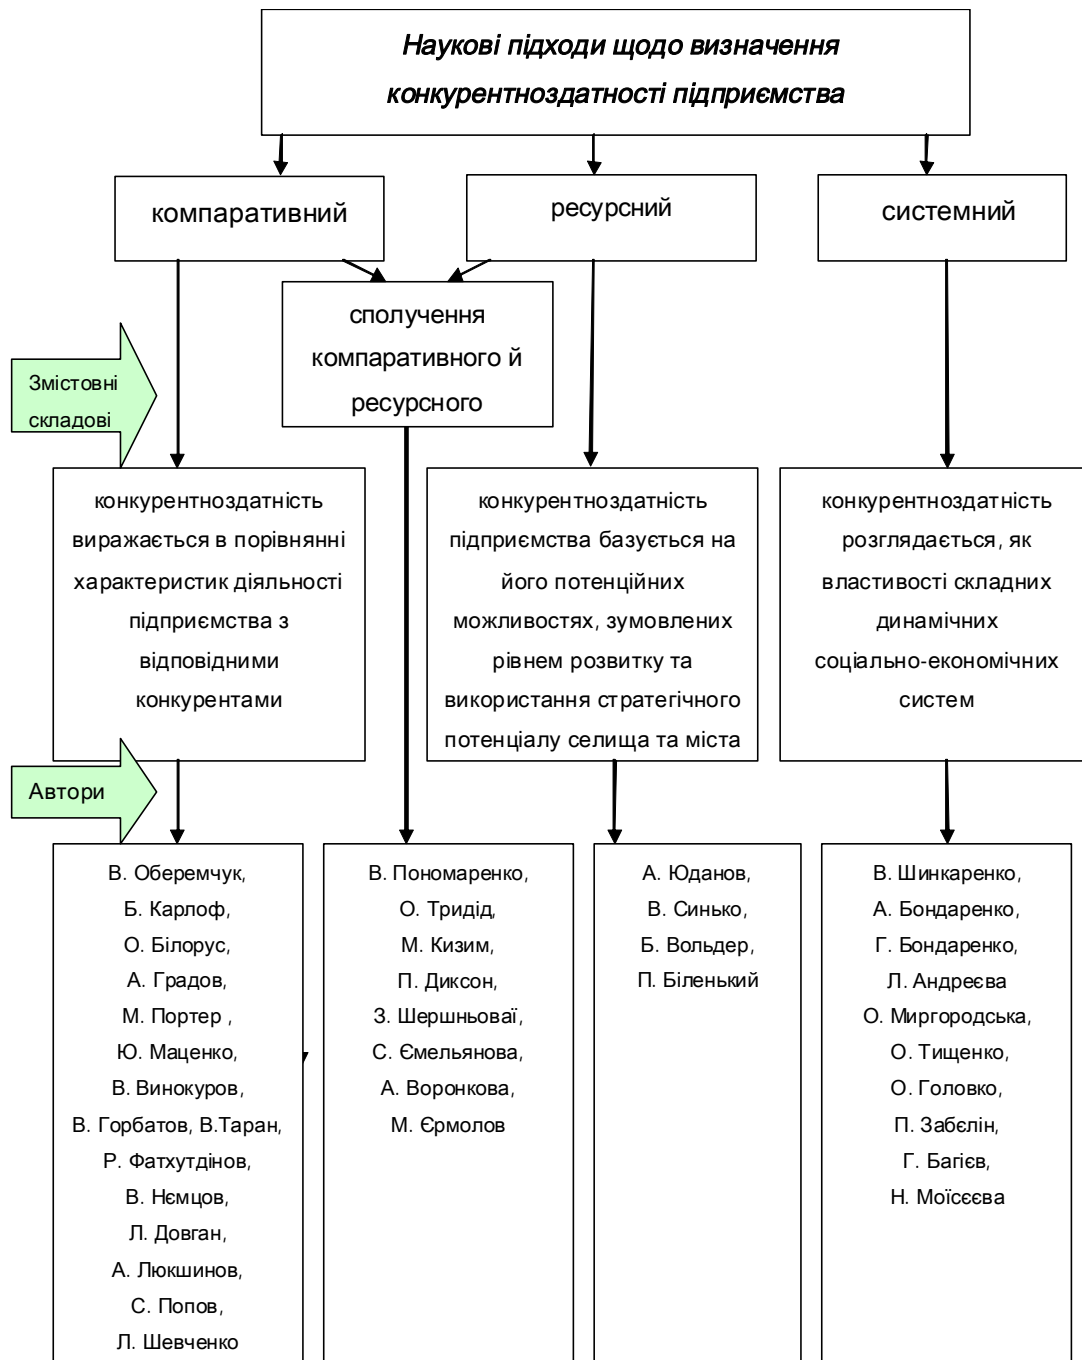 Наукові підходи щодо визначення
конкурентноздатності підприємства
компаративний
ресурсний
системний
сполучення
компаративного й
ресурсного
Змістовні
складові
конкурентноздатність
виражається в порівнянні
характеристик діяльності
підприємства з
відповідними
конкурентами
конкурентноздатність
підприємства базується на
його потенційних
можливостях, зумовлених
рівнем розвитку та
використання стратегічного
потенціалу селища та міста
конкурентноздатність
розглядається, як
властивості складних
динамічних
соціально-економічних
систем
Автори
В. Оберемчук,
Б. Карлоф,
О. Білорус,
А. Градов,
М. Портер ,
Ю. Маценко,
В. Винокуров,
В. Горбатов, В.Таран,
Р. Фатхутдінов,
В. Нємцов,
Л. Довган,
А. Люкшинов,
С. Попов,
Л. Шевченко
В. Пономаренко,
О. Тридід,
М. Кизим,
П. Диксон,
З. Шершньоваї,
С. Ємельянова,
А. Воронкова,
М. Єрмолов
А. Юданов,
В. Синько,
Б. Вольдер,
П. Біленький
В. Шинкаренко,
А. Бондаренко,
Г. Бондаренко,
Л. Андреєва
О. Миргородська,
О. Тищенко,
О. Головко,
П. Забєлін,
Г. Багієв,
Н. Моїсєєва